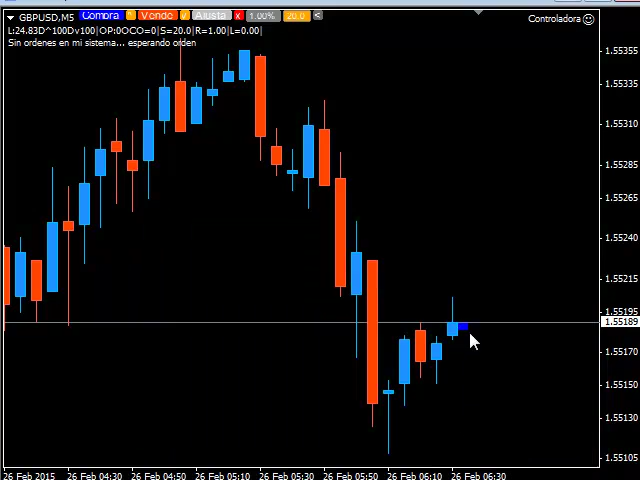 GBPUSD,M5 Compra ^ Vende v Ajusta x 1.00% 20.0 <
Controladora
L:24.83D^100Dv100|OP:0OCO=0|S=20.0|R=1.00|L=0.00|
Sin ordenes en mi sistema... esperando orden
1.55355
1.55335
1.55310
1.55285
1.55265
1.55240
1.55215
1.55195
1.55189
1.55170
1.55150
1.55130
1.55105
26 Feb 2015 26 Feb 04:30 26 Feb 04:50 26 Feb 05:10 26 Feb 05:30 26 Feb 05:50 26 Feb 06:10 26 Feb 06:30